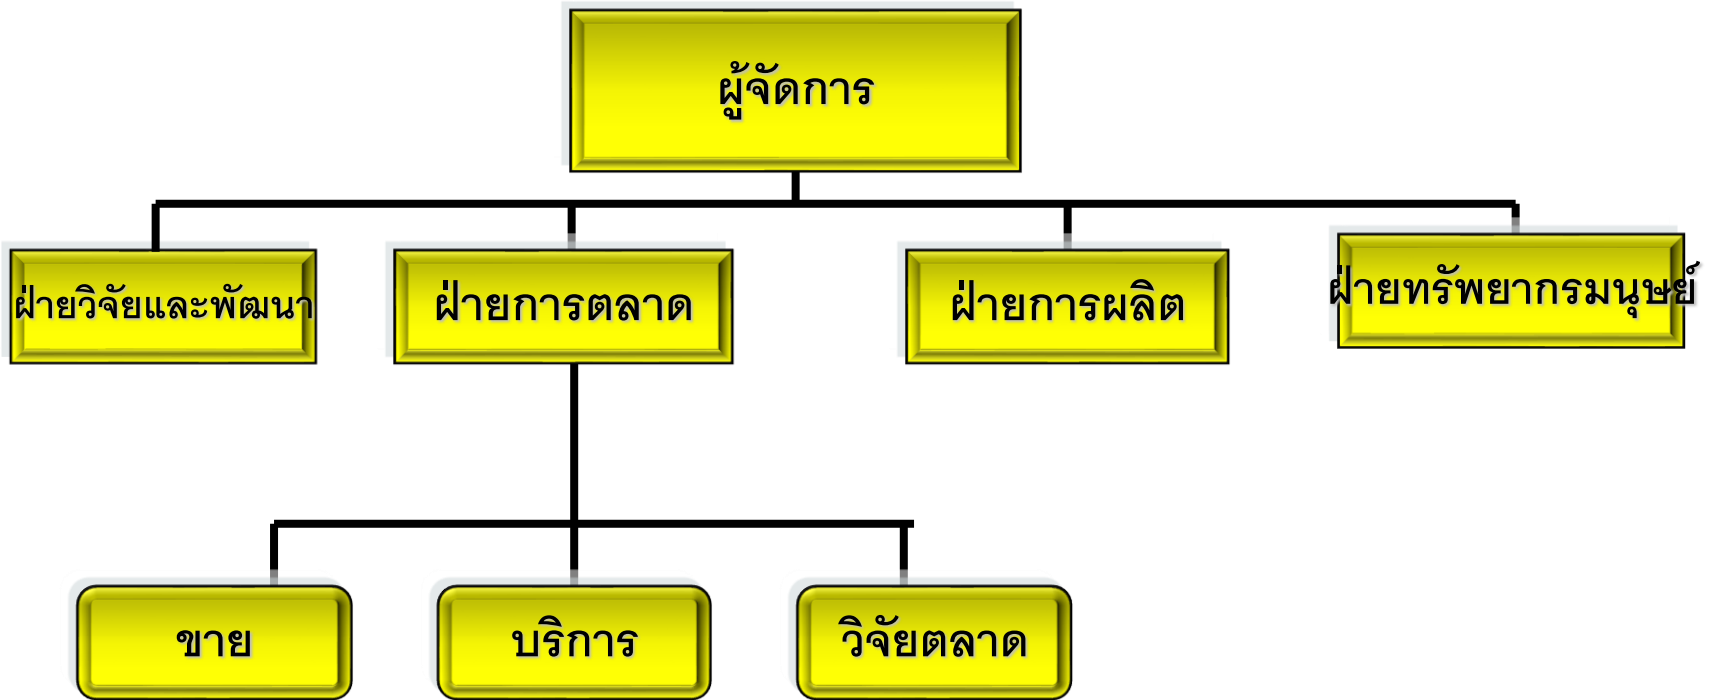 ผู้จัดการ
ฝ่ายวิจัยและพัฒนา
ฝ่ายการตลาด
ฝ่ายการผลิต
ฝ่ายทรัพยากรมนุษย์
ขาย
บริการ
วิจัยตลาด